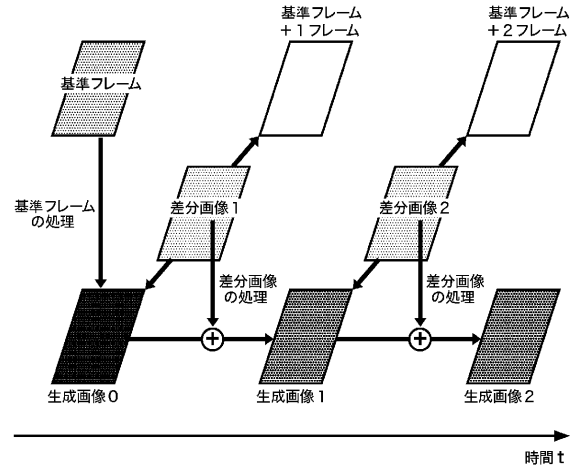 基準フレーム
＋１フレーム
基準フレーム
＋２フレーム
基準フレーム
差分画像１
差分画像２
基準フレーム
の処理
差分画像
の処理
差分画像
の処理
生成画像０
生成画像１
生成画像２
時間ｔ